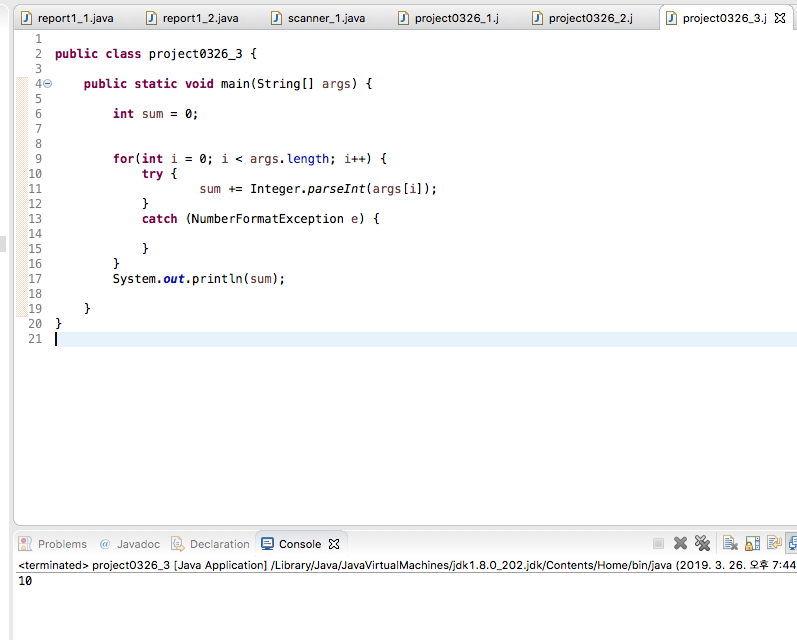 report1_1.java report1_2.java scanner_1.java project0326_1.j project0326_2.j project0326_3.j
1
2 public class project0326_3 {
3
4 public static void main(String[] args) {
5
6 int sum = 0;
7
8
9 for(int i = 0; i < args.length; i++) {
10 try {
11 sum += Integer.parseInt(args[i]);
12 }
13 catch (NumberFormatException e) {
14
15 }
16 }
17 System.out.println(sum);
18
19 }
20 }
21
Problems @ Javadoc Declaration Console
<terminated> project0326_3 [Java Application] /Library/Java/JavaVirtualMachines/jdk1.8.0_202.jdk/Contents/Home/bin/java (2019. 3. 26. 오후 7:44
10